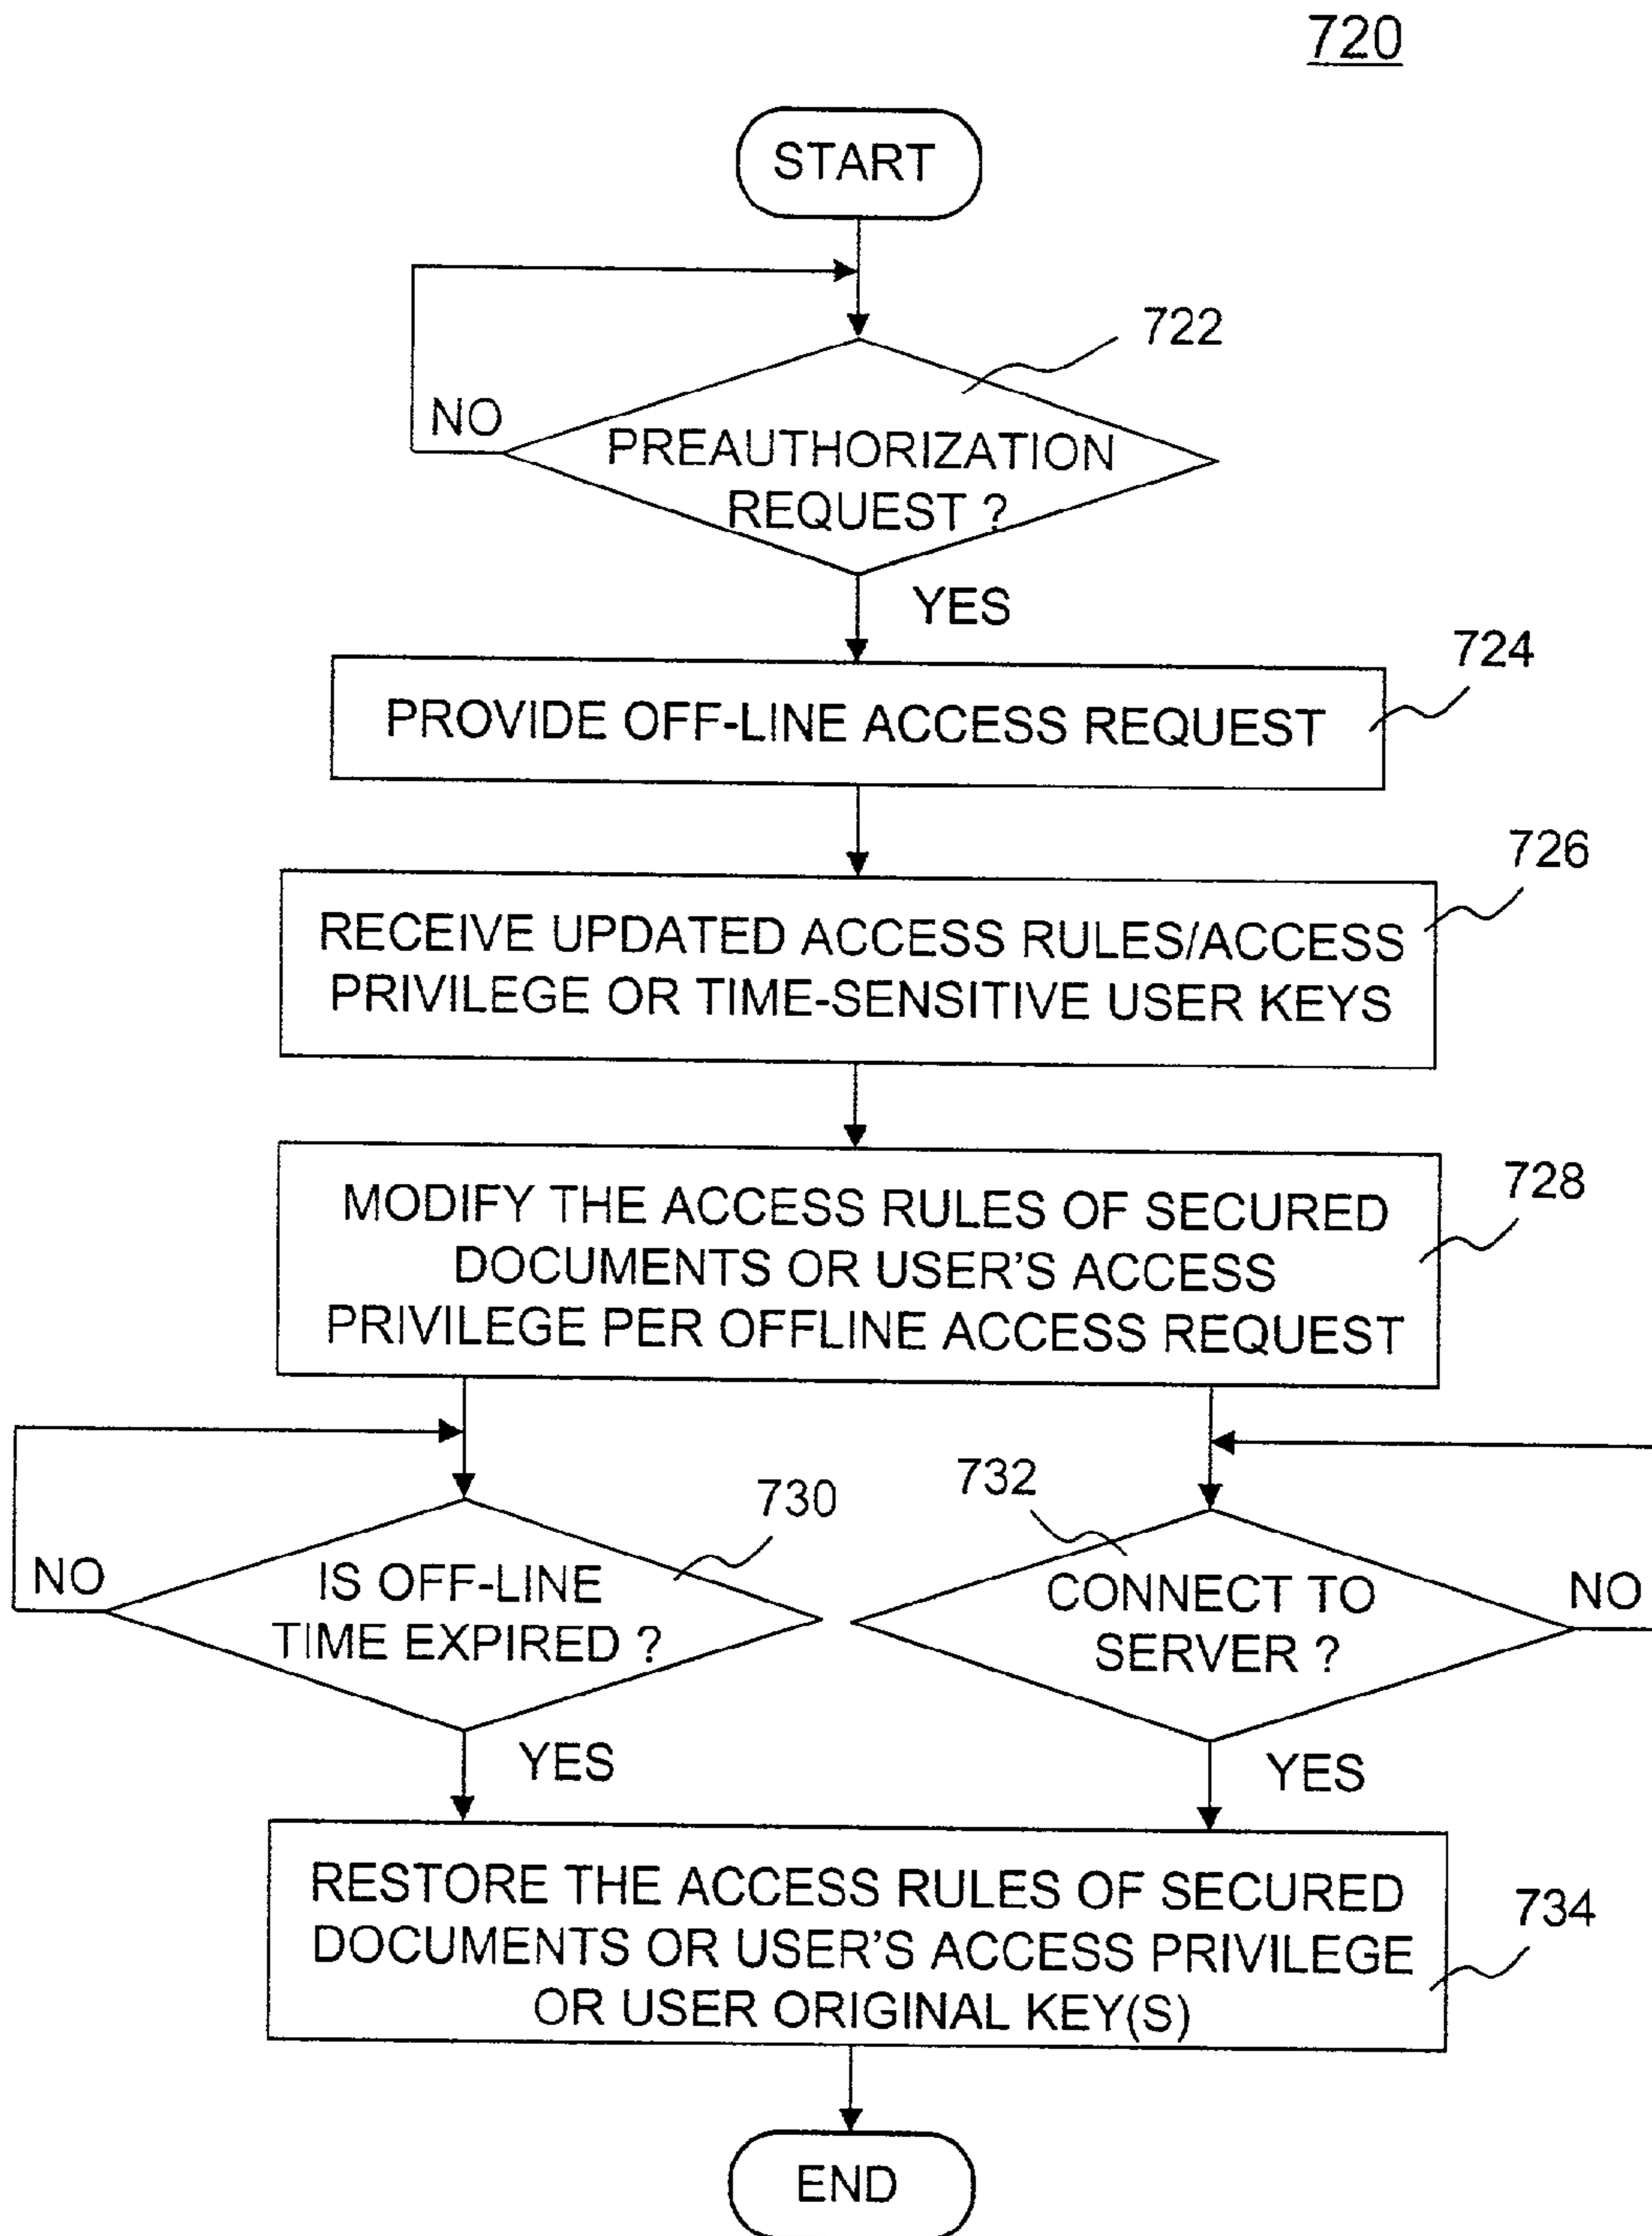 720
START
722
NO
PREAUTHORIZATION
REQUEST ?
YES
724
PROVIDE OFF-LINE ACCESS REQUEST
726
RECEIVE UPDATED ACCESS RULES/ACCESS
PRIVILEGE OR TIME-SENSITIVE USER KEYS
728
MODIFY THE ACCESS RULES OF SECURED
DOCUMENTS OR USER'S ACCESS
PRIVILEGE PER OFFLINE ACCESS REQUEST
730
NO
IS OFF-LINE
TIME EXPIRED ?
YES
732
CONNECT TO
SERVER ?
NO
YES
RESTORE THE ACCESS RULES OF SECURED
DOCUMENTS OR USER'S ACCESS PRIVILEGE
OR USER ORIGINAL KEY(S)
734
END